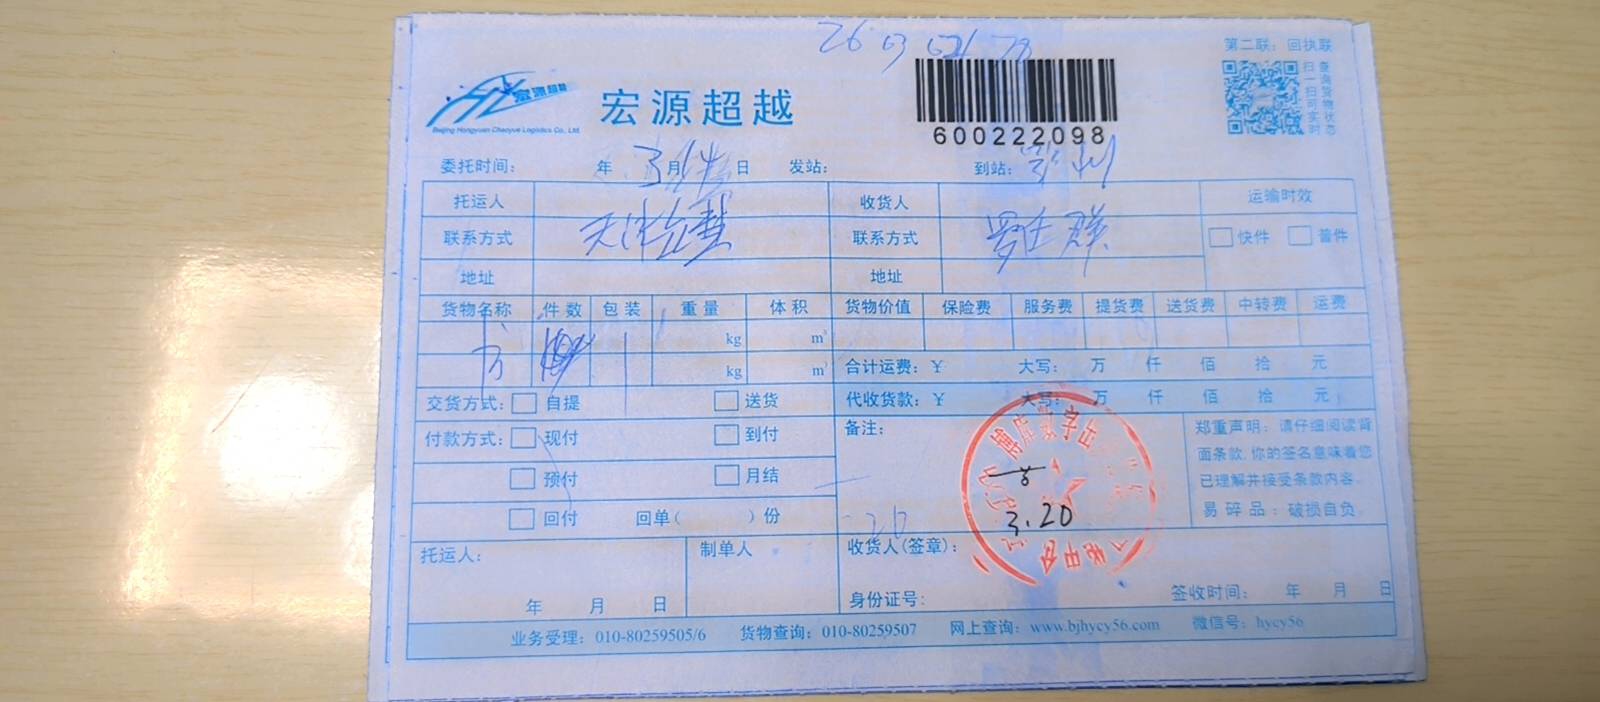 第二联：回执联
宏源超越
Beijing Hongyuan Chaoyue Logistics Co., Ltd.
宏源超越
600222098
扫一扫可实时
查询货物状态
委托时间： 年 3月 日 发站： 到站：
托运人 收货人 运输时效
联系方式 联系方式 快件 普件
地址 地址
货物名称 件数 包装 重量 体积 货物价值 保险费 服务费 提货费 送货费 中转费 运费
kg m³
kg m³ 合计运费：￥ 大写： 万 仟 佰 拾 元
交货方式： 自提 送货 代收货款：￥ 大写： 万 仟 佰 拾 元
付款方式： 现付 到付 备注：
预付 月结
回付 回单（ ）份
郑重声明：请仔细阅读背
面条款，你的签名意味着您
已理解并接受条款内容。
易碎品：破损自负
3.20
托运人： 制单人 收货人(签章)：
年 月 日 身份证号： 签收时间： 年 月 日
业务受理：010-80259505/6 货物查询：010-80259507 网上查询：www.bjhycy56.com 微信号：hycy56